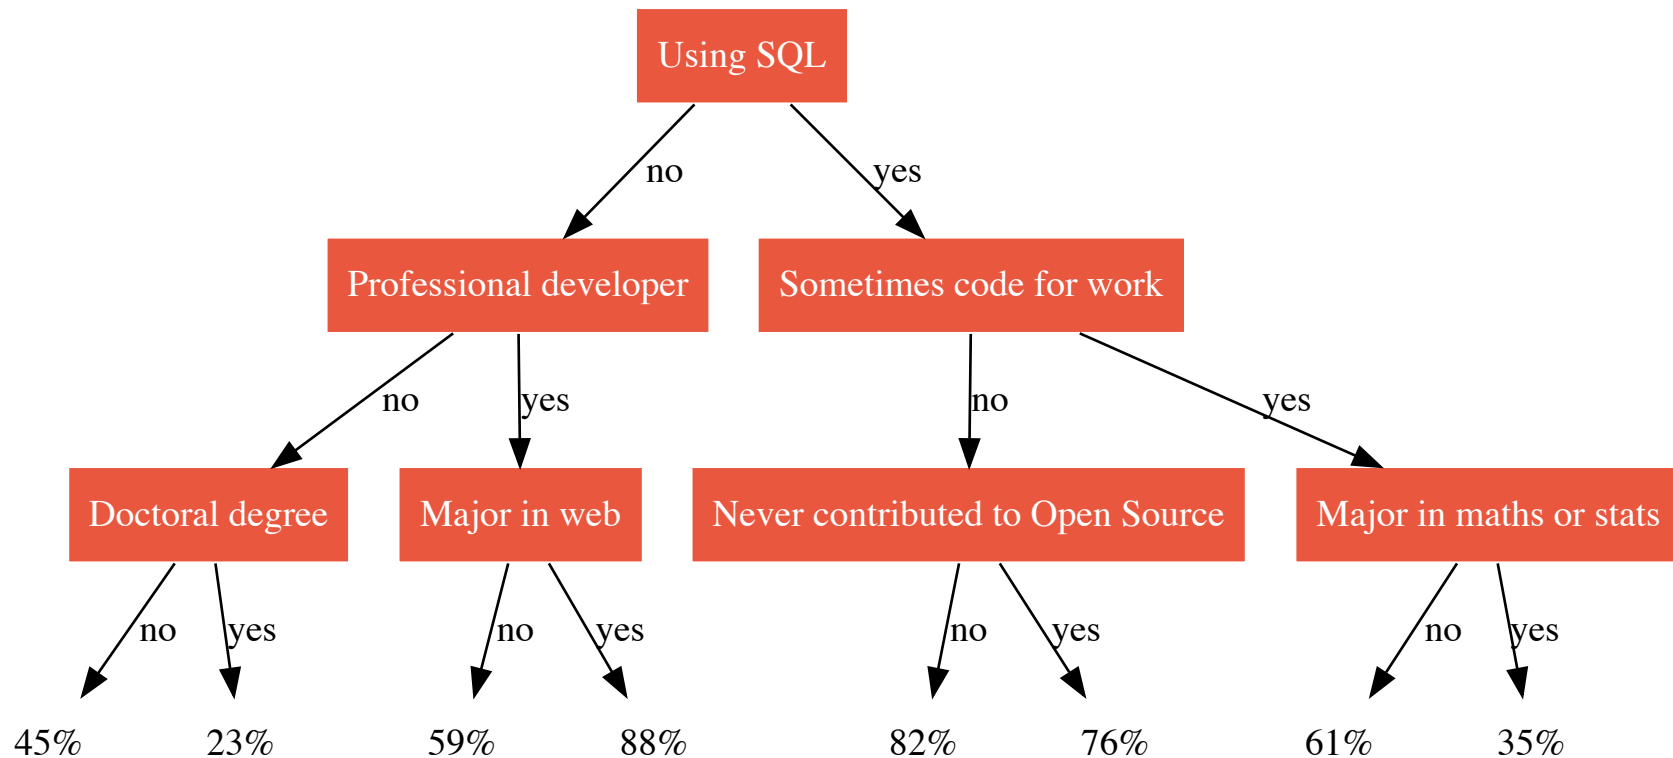 Using SQL
no
yes
Professional developer
Sometimes code for work
no
yes
no
yes
Doctoral degree
Major in web
Never contributed to Open Source
Major in maths or stats
no
yes
no
yes
no
yes
no
yes
45%
23%
59%
88%
82%
76%
61%
35%